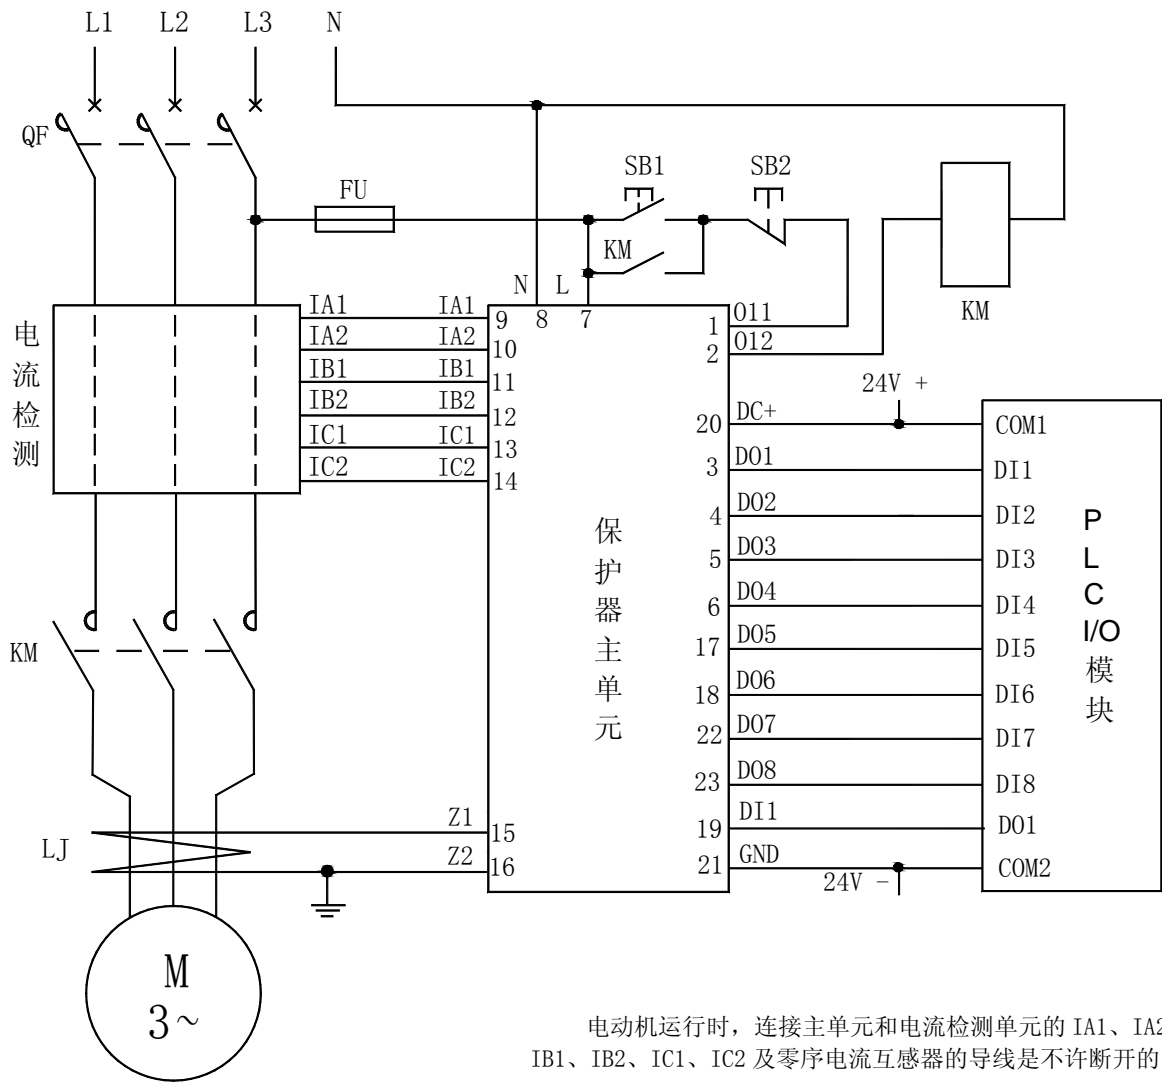 L1 L2 L3 N
QF
FU
SB1 SB2
KM
KM
N L
8 7
电流检测
IA1 IA1 9
IA2 IA2 10
IB1 IB1 11
IB2 IB2 12
IC1 IC1 13
IC2 IC2 14
1 O11
2 O12
24V +
20 DC+ COM1
3 DO1 DI1
4 DO2 DI2
5 DO3 DI3
6 DO4 DI4
17 DO5 DI5
18 DO6 DI6
22 DO7 DI7
23 DO8 DI8
19 DI1 DO1
21 GND COM2
24V -
保护器主单元
PLC I/O 模块
KM
LJ
Z1 15
Z2 16
M
3~
电动机运行时，连接主单元和电流检测单元的 IA1、IA2
IB1、IB2、IC1、IC2 及零序电流互感器的导线是不许断开的